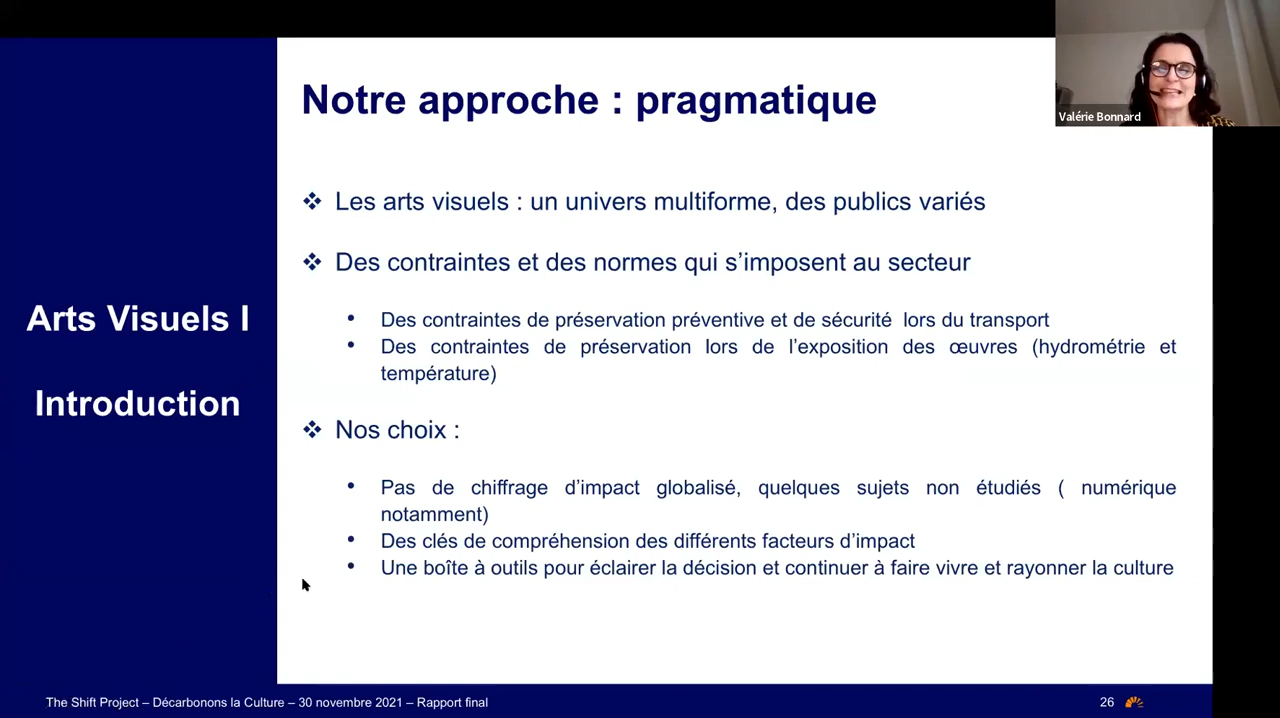 Notre approche : pragmatique
Valérie Bonnard
❖ Les arts visuels : un univers multiforme, des publics variés
❖ Des contraintes et des normes qui s’imposent au secteur
• Des contraintes de préservation préventive et de sécurité lors du transport
• Des contraintes de préservation lors de l’exposition des œuvres (hydrométrie et
température)
Arts Visuels I
Introduction
❖ Nos choix :
• Pas de chiffrage d’impact globalisé, quelques sujets non étudiés ( numérique
notamment)
• Des clés de compréhension des différents facteurs d’impact
• Une boîte à outils pour éclairer la décision et continuer à faire vivre et rayonner la culture
The Shift Project – Décarbonons la Culture – 30 novembre 2021 – Rapport final
26